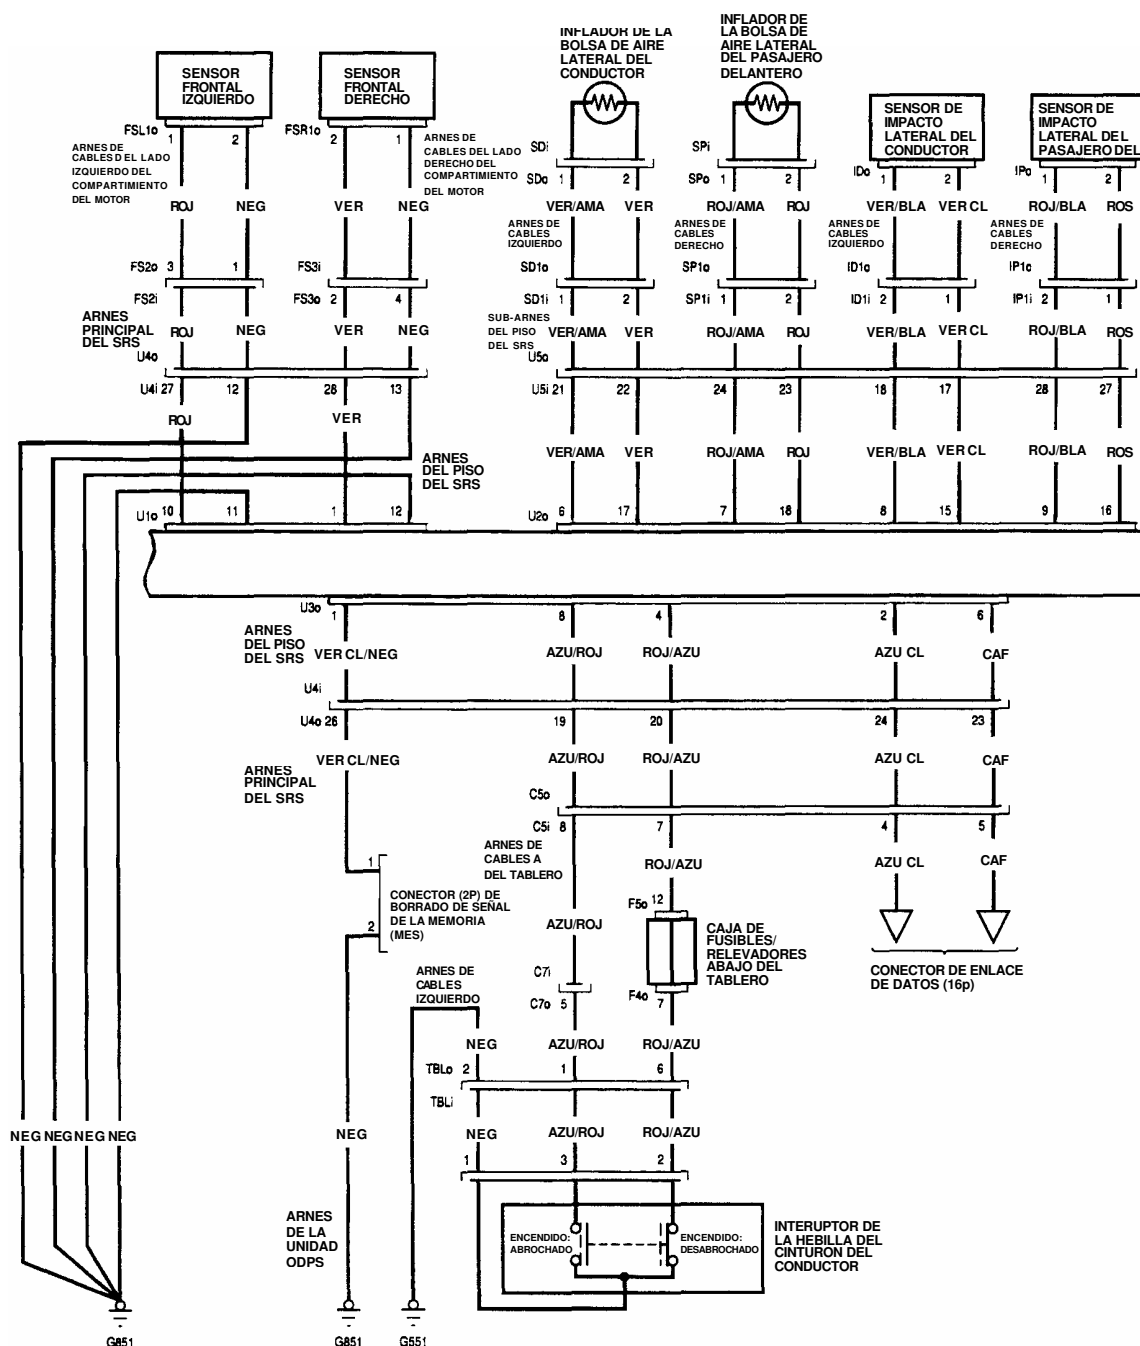 SENSOR
FRONTAL
IZQUIERDO
SENSOR
FRONTAL
DERECHO
INFLADOR DE LA
BOLSA DE AIRE
LATERAL DEL
CONDUCTOR
INFLADOR DE
LA BOLSA DE
AIRE LATERAL
DEL PASAJERO
DELANTERO
SENSOR DE
IMPACTO
LATERAL DEL
CONDUCTOR
SENSOR DE
IMPACTO
LATERAL DEL
PASAJERO DEL
FSL1o 1 2
FSR1o 2 1
SDi
SDo 1 2
SPi
SPo 1 2
IDo 1 2
IPo 1 2
ARNES DE
CABLES DEL LADO
IZQUIERDO DEL
COMPARTIMIENTO
DEL MOTOR
ARNES DE
CABLES DEL LADO
DERECHO DEL
COMPARTIMIENTO
DEL MOTOR
ROJ NEG VER NEG
VER/AMA VER ROJ/AMA ROJ VER/BLA VER CL ROJ/BLA ROS
ARNES DE
CABLES
IZQUIERDO
ARNES DE
CABLES
DERECHO
ARNES DE
CABLES
IZQUIERDO
ARNES DE
CABLES
DERECHO
FS2o 3 1 FS3i SD1o SP1o ID1o IP1o
FS2i FS3o 2 4 SD1i 1 2 SP1i 1 2 ID1i 2 1 IP1i 2 1
ARNES
PRINCIPAL
DEL SRS
SUB-ARNES
DEL PISO
DEL SRS
ROJ NEG VER NEG VER/AMA VER ROJ/AMA ROJ VER/BLA VER CL ROJ/BLA ROS
U4o U5o
U4i 27 12 28 13 U5i 21 22 24 23 18 17 28 27
ROJ VER
ARNES
DEL PISO
DEL SRS
VER/AMA VER ROJ/AMA ROJ VER/BLA VER CL ROJ/BLA ROS
U1o 10 11 1 12 U2o 6 17 7 18 8 15 9 16
U3o 1 8 4 2 6
ARNES
DEL PISO
DEL SRS
VER CL/NEG AZU/ROJ ROJ/AZU AZU CL CAF
U4i
U4o 26 19 20 24 23
ARNES
PRINCIPAL
DEL SRS
VER CL/NEG AZU/ROJ ROJ/AZU AZU CL CAF
C5o
C5i 8 7 4 5
ARNES DE
CABLES A
DEL TABLERO
ROJ/AZU AZU CL CAF
1
2
CONECTOR (2P) DE
BORRADO DE SEÑAL
DE LA MEMORIA
(MES)
F5o 12
AZU/ROJ
CAJA DE
FUSIBLES/
RELEVADORES
ABAJO DEL
TABLERO
CONECTOR DE ENLACE
DE DATOS (16p)
ARNES DE
CABLES
IZQUIERDO
C7i
C7o 5 F4o 7
NEG AZU/ROJ ROJ/AZU
TBLo 2 1 6
TBLi
NEG NEG NEG NEG NEG NEG AZU/ROJ ROJ/AZU
1 3 2
ARNES
DE LA
UNIDAD
ODPS
ENCENDIDO:
ABROCHADO
ENCENDIDO:
DESABROCHADO
INTERUPTOR DE
LA HEBILLA DEL
CINTURON DEL
CONDUCTOR
G851 G851 G551